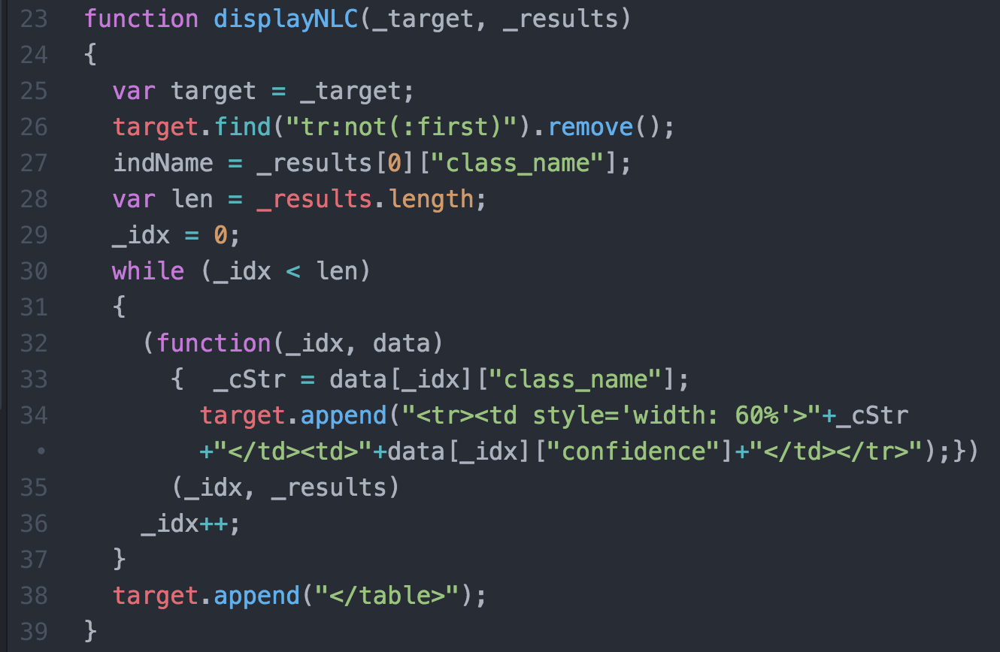 23 function displayNLC(_target, _results)
24 {
25 var target = _target;
26 target.find("tr:not(:first)").remove();
27 indName = _results[0]["class_name"];
28 var len = _results.length;
29 _idx = 0;
30 while (_idx < len)
31 {
32 (function(_idx, data)
33 {  _cStr = data[_idx]["class_name"];
34 target.append("<tr><td style='width: 60%'>"+_cStr
• +"</td><td>"+data[_idx]["confidence"]+"</td></tr>");})
35 (_idx, _results)
36 _idx++;
37 }
38 target.append("</table>");
39 }